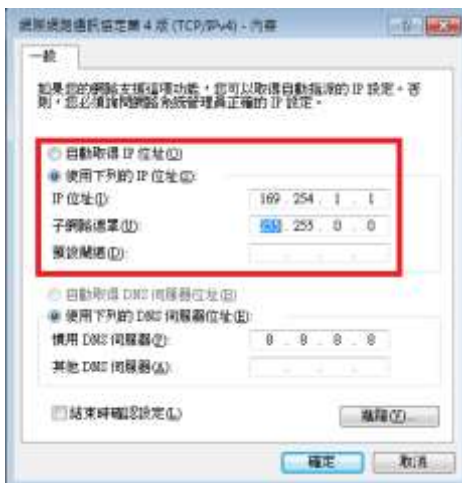 網際網路通訊協定第 4 版 (TCP/IPv4) - 內容
一般
如果您的網路支援這項功能，您可以取得自動指派的 IP 設定。否
則，您必須詢問網路系統管理員正確的 IP 設定。
自動取得 IP 位址(O)
使用下列的 IP 位址(S):
IP 位址(I): 169 . 254 . 1 . 1
子網路遮罩(U): 255 . 255 . 0 . 0
預設閘道(D): . . .
自動取得 DNS 伺服器位址(B)
使用下列的 DNS 伺服器位址(E):
慣用 DNS 伺服器(P): 8 . 8 . 8 . 8
其他 DNS 伺服器(A): . . .
結束時確認設定(L)
進階(V)...
確定 取消